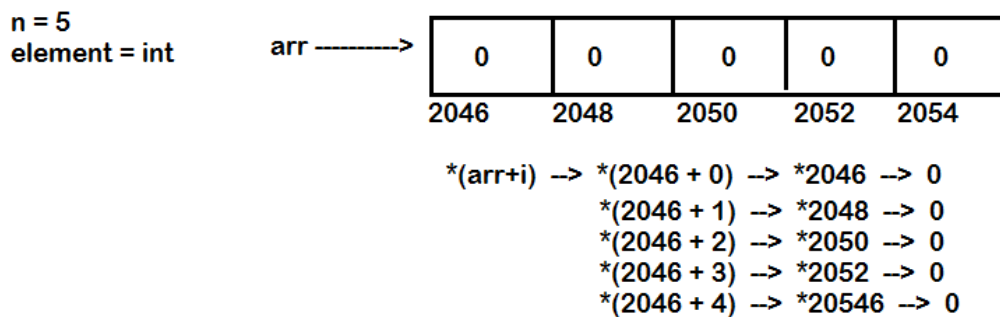 n = 5
element = int
arr ---------->
0 0 0 0 0
2046 2048 2050 2052 2054
*(arr+i) --> *(2046 + 0) --> *2046 --> 0
*(2046 + 1) --> *2048 --> 0
*(2046 + 2) --> *2050 --> 0
*(2046 + 3) --> *2052 --> 0
*(2046 + 4) --> *20546 --> 0